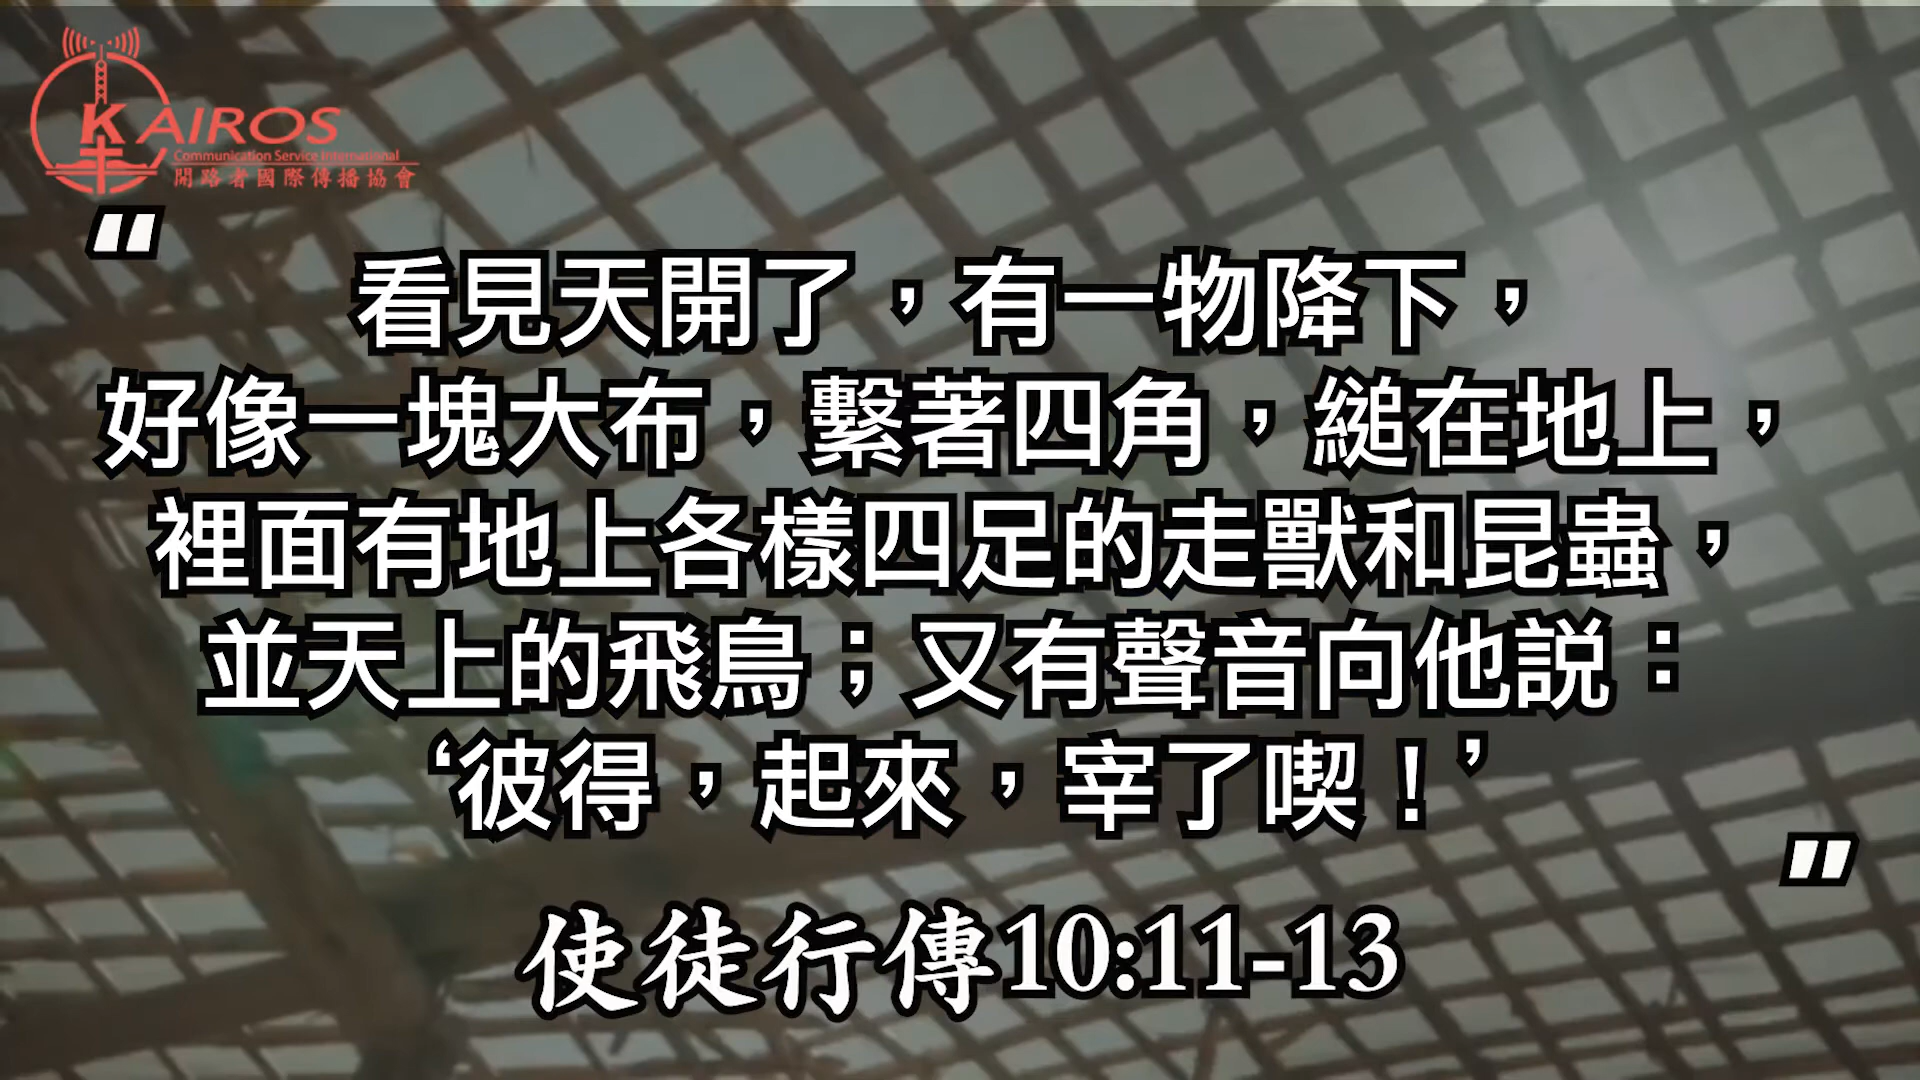 KAIROS
Communication Service International
開路者國際傳播協會
"
看見天開了，有一物降下，
好像一塊大布，繫著四角，縋在地上，
裡面有地上各樣四足的走獸和昆蟲，
並天上的飛鳥；又有聲音向他説：
‘彼得，起來，宰了喫！’
"
使徒行傳10:11-13